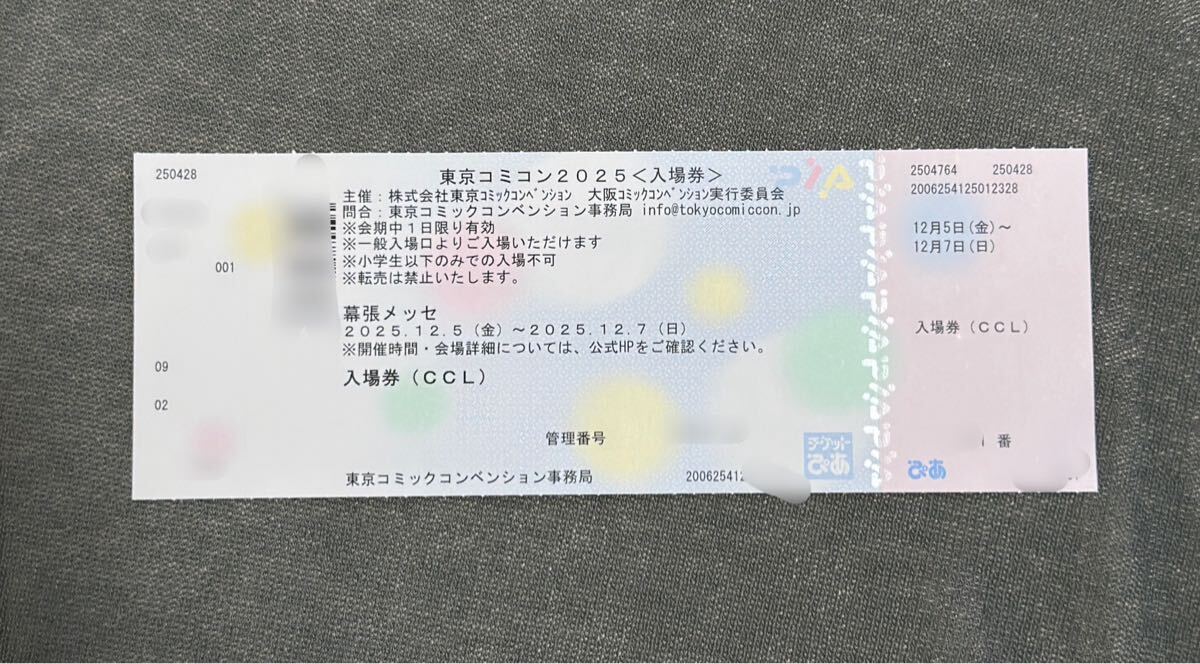 250428
001
09
02
東京コミコン2025<入場券>
主催:株式会社東京ｺﾐｯｸｺﾝﾍﾞﾝｼｮﾝ 大阪ｺﾐｯｸｺﾝﾍﾞﾝｼｮﾝ実行委員会
問合:東京コミックコンベンション事務局 info@tokyocomiccon.jp
※会期中1日限り有効
※一般入場口よりご入場いただけます
※小学生以下のみでの入場不可
※転売は禁止いたします。
幕張メッセ
2025.12.5(金)~2025.12.7(日)
※開催時間・会場詳細については、公式HPをご確認ください。
入場券(CCL)
管理番号
東京コミックコンベンション事務局 20062541
PIA
チケットぴあ
2504764 250428
2006254125012328
12月5日(金)~
12月7日(日)
入場券(CCL)
番
ぴあ